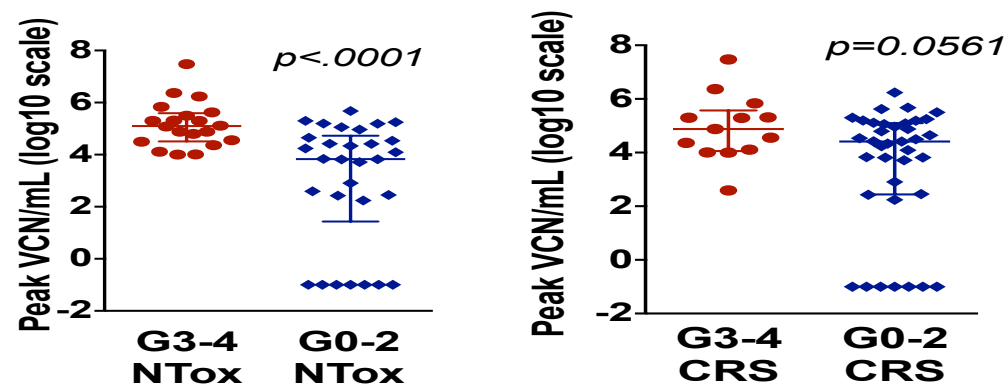 Peak VCN/mL (log10 scale)
8
6
4
2
0
-2
p<.0001
G3-4
NTox
G0-2
NTox
Peak VCN/mL (log10 scale)
8
6
4
2
0
-2
p=0.0561
G3-4
CRS
G0-2
CRS